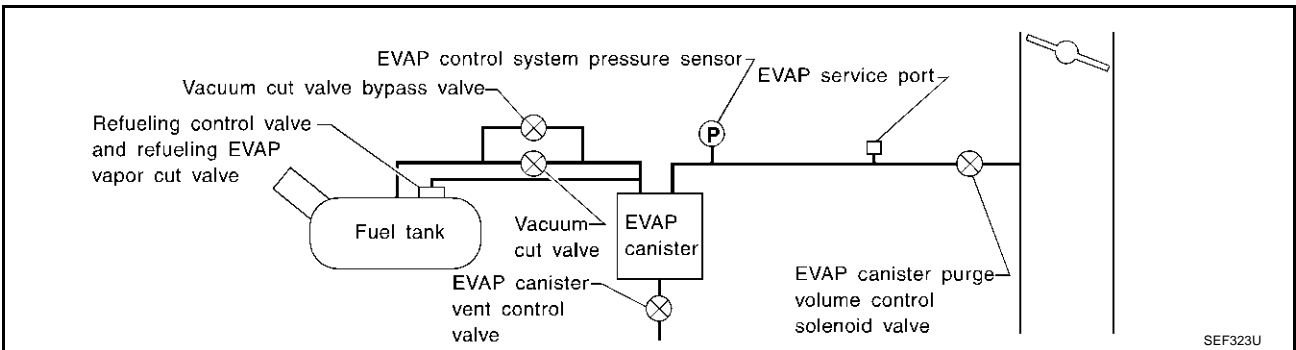 EVAP control system pressure sensor
EVAP service port
Vacuum cut valve bypass valve
Refueling control valve
and refueling EVAP
vapor cut valve
P
Fuel tank
Vacuum
cut valve
EVAP
canister
EVAP canister
vent control
valve
EVAP canister purge
volume control
solenoid valve
SEF323U